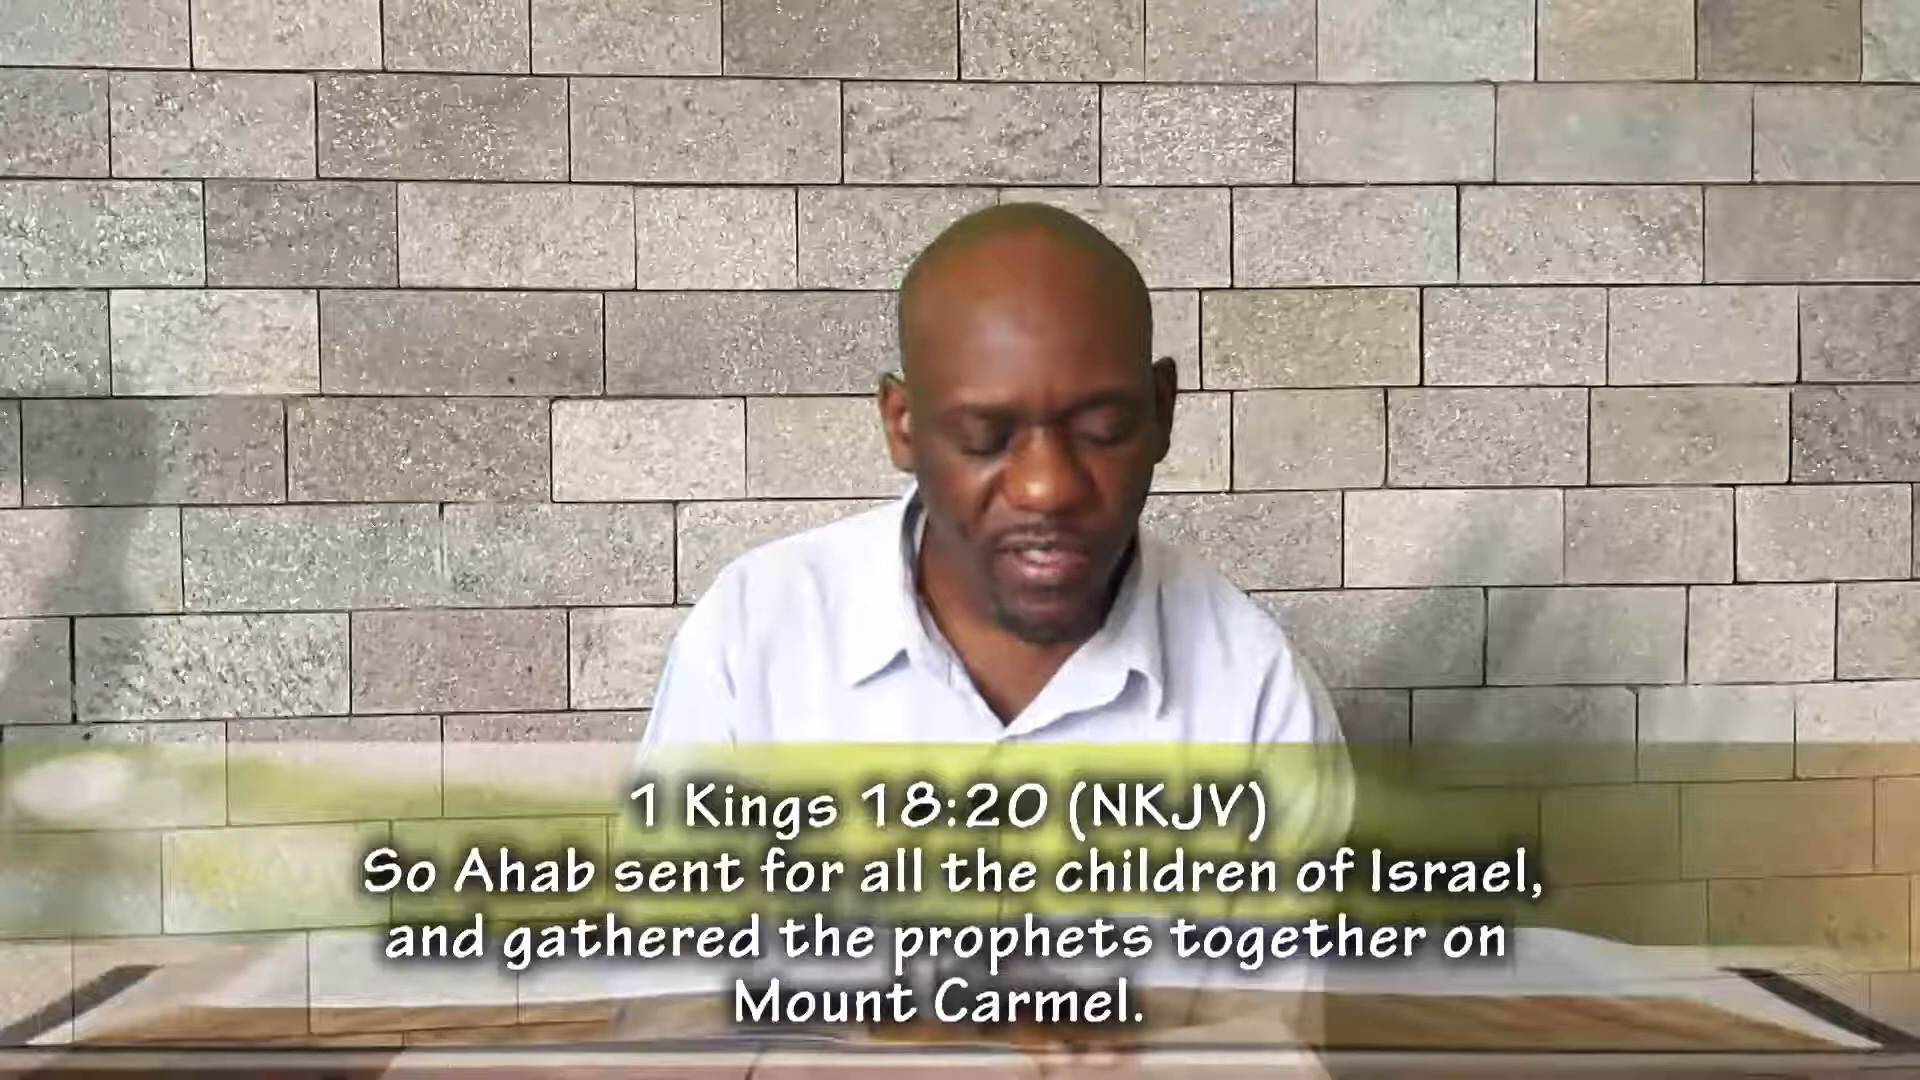 1 Kings 18:20 (NKJV)
So Ahab sent for all the children of Israel,
and gathered the prophets together on
Mount Carmel.